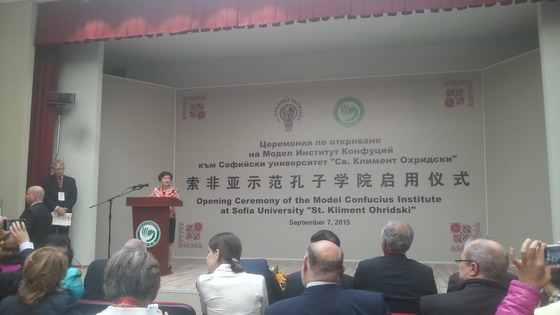 Церемония по откриване
на Модел Институт Конфуций
към Софийски университет "Св. Климент Охридски"
索非亚示范孔子学院启用仪式
Opening Ceremony of the Model Confucius Institute
at Sofia University "St. Kliment Ohridski"
September 7, 2015